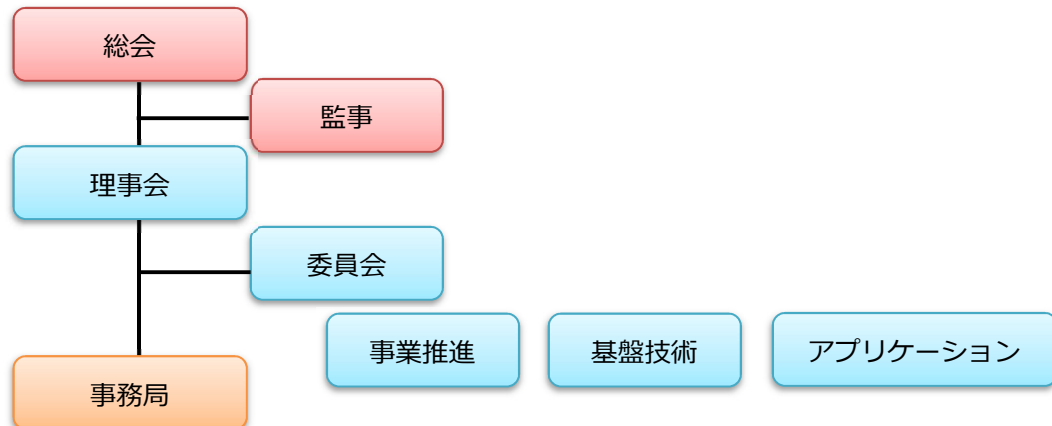 総会
監事
理事会
委員会
事業推進
基盤技術
アプリケーション
事務局